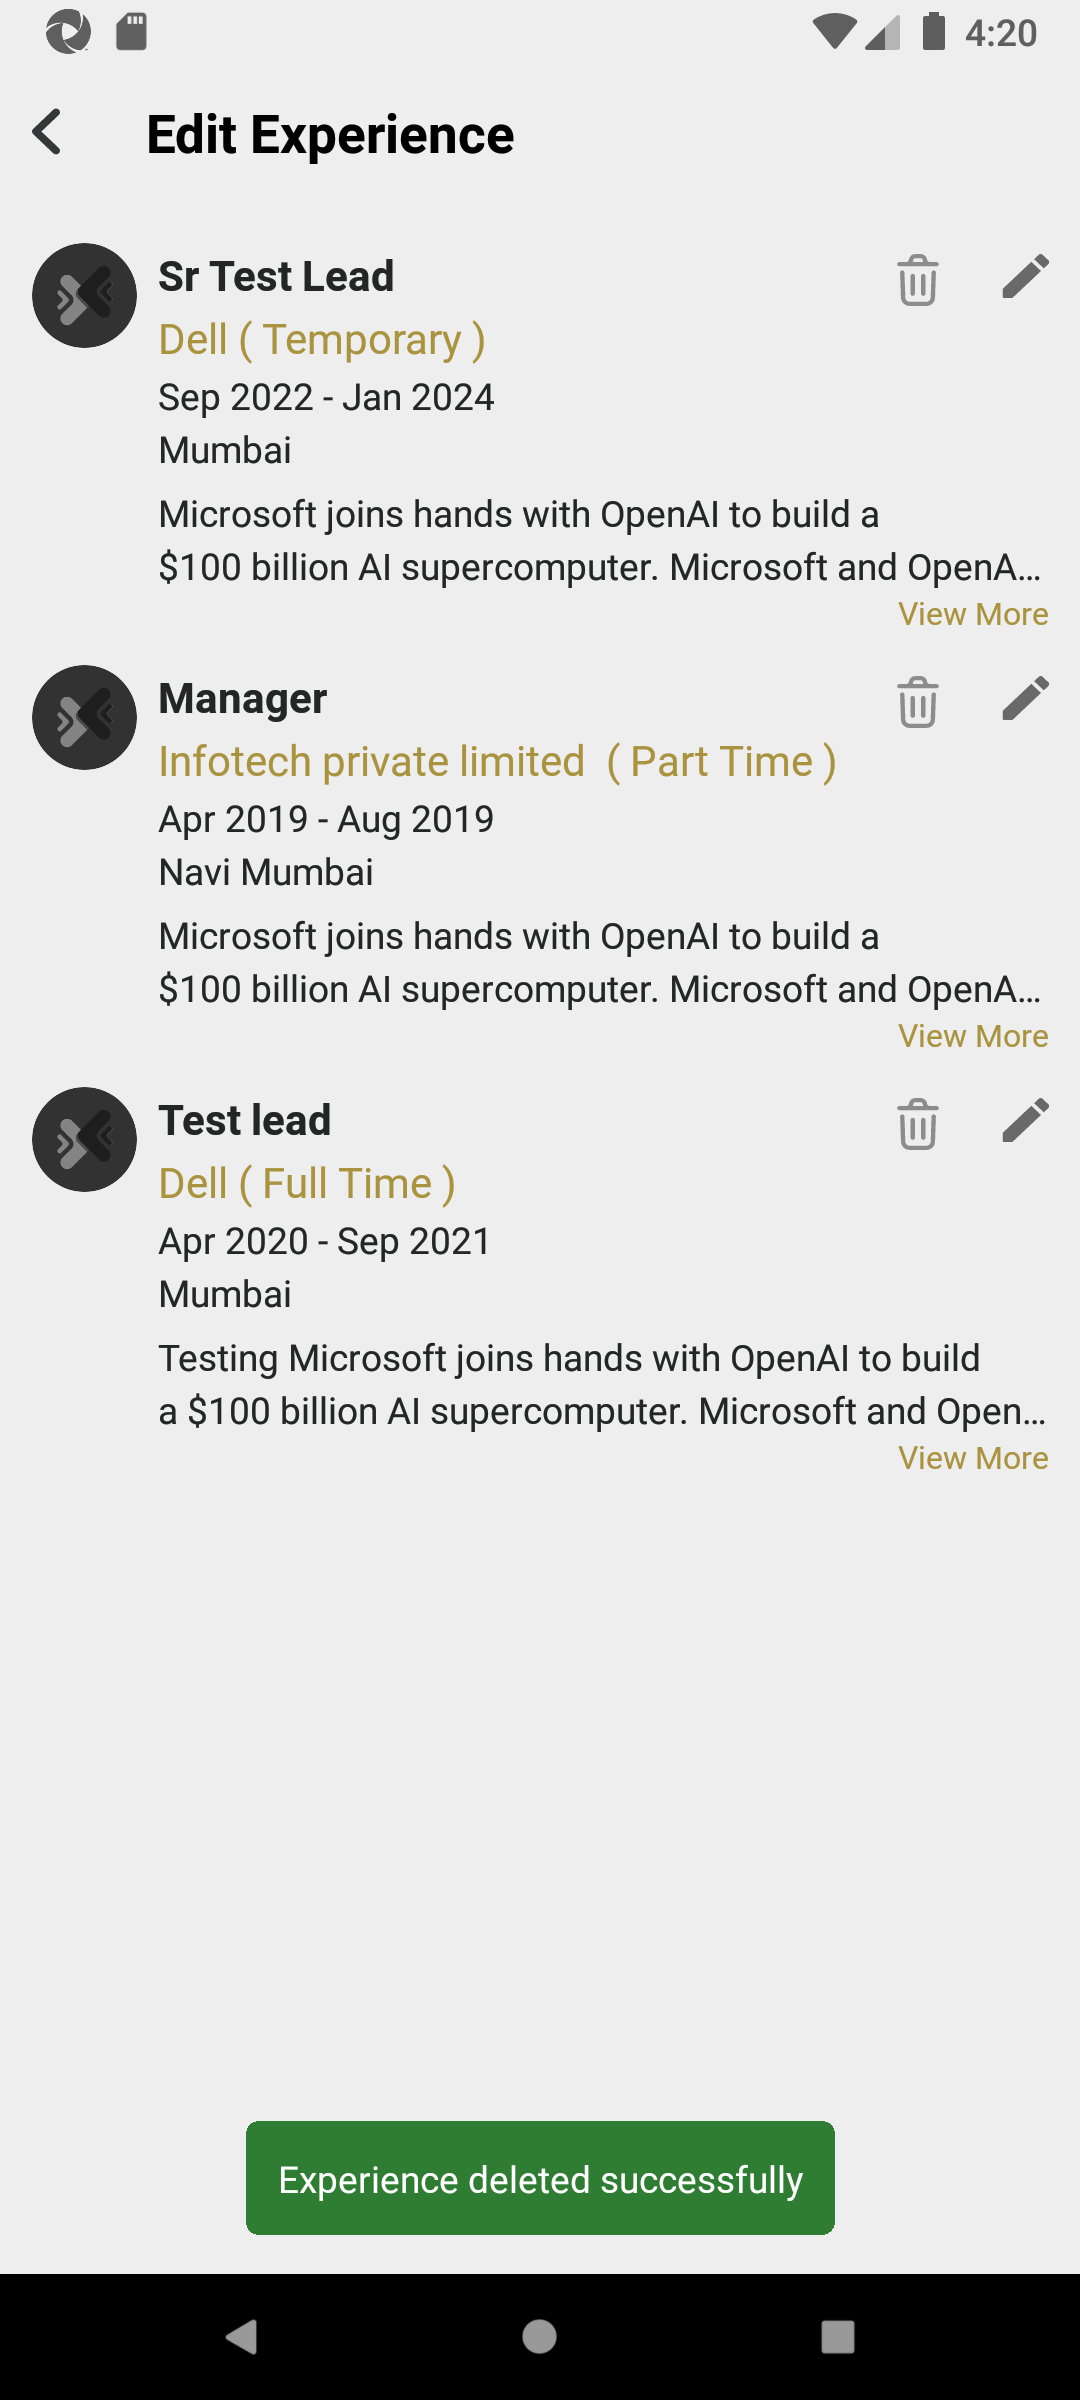 4:20
Edit Experience
Sr Test Lead
Dell ( Temporary )
Sep 2022 - Jan 2024
Mumbai
Microsoft joins hands with OpenAI to build a
$100 billion AI supercomputer. Microsoft and OpenA...
View More
Manager
Infotech private limited  ( Part Time )
Apr 2019 - Aug 2019
Navi Mumbai
Microsoft joins hands with OpenAI to build a
$100 billion AI supercomputer. Microsoft and OpenA...
View More
Test lead
Dell ( Full Time )
Apr 2020 - Sep 2021
Mumbai
Testing Microsoft joins hands with OpenAI to build
a $100 billion AI supercomputer. Microsoft and Open...
View More
Experience deleted successfully